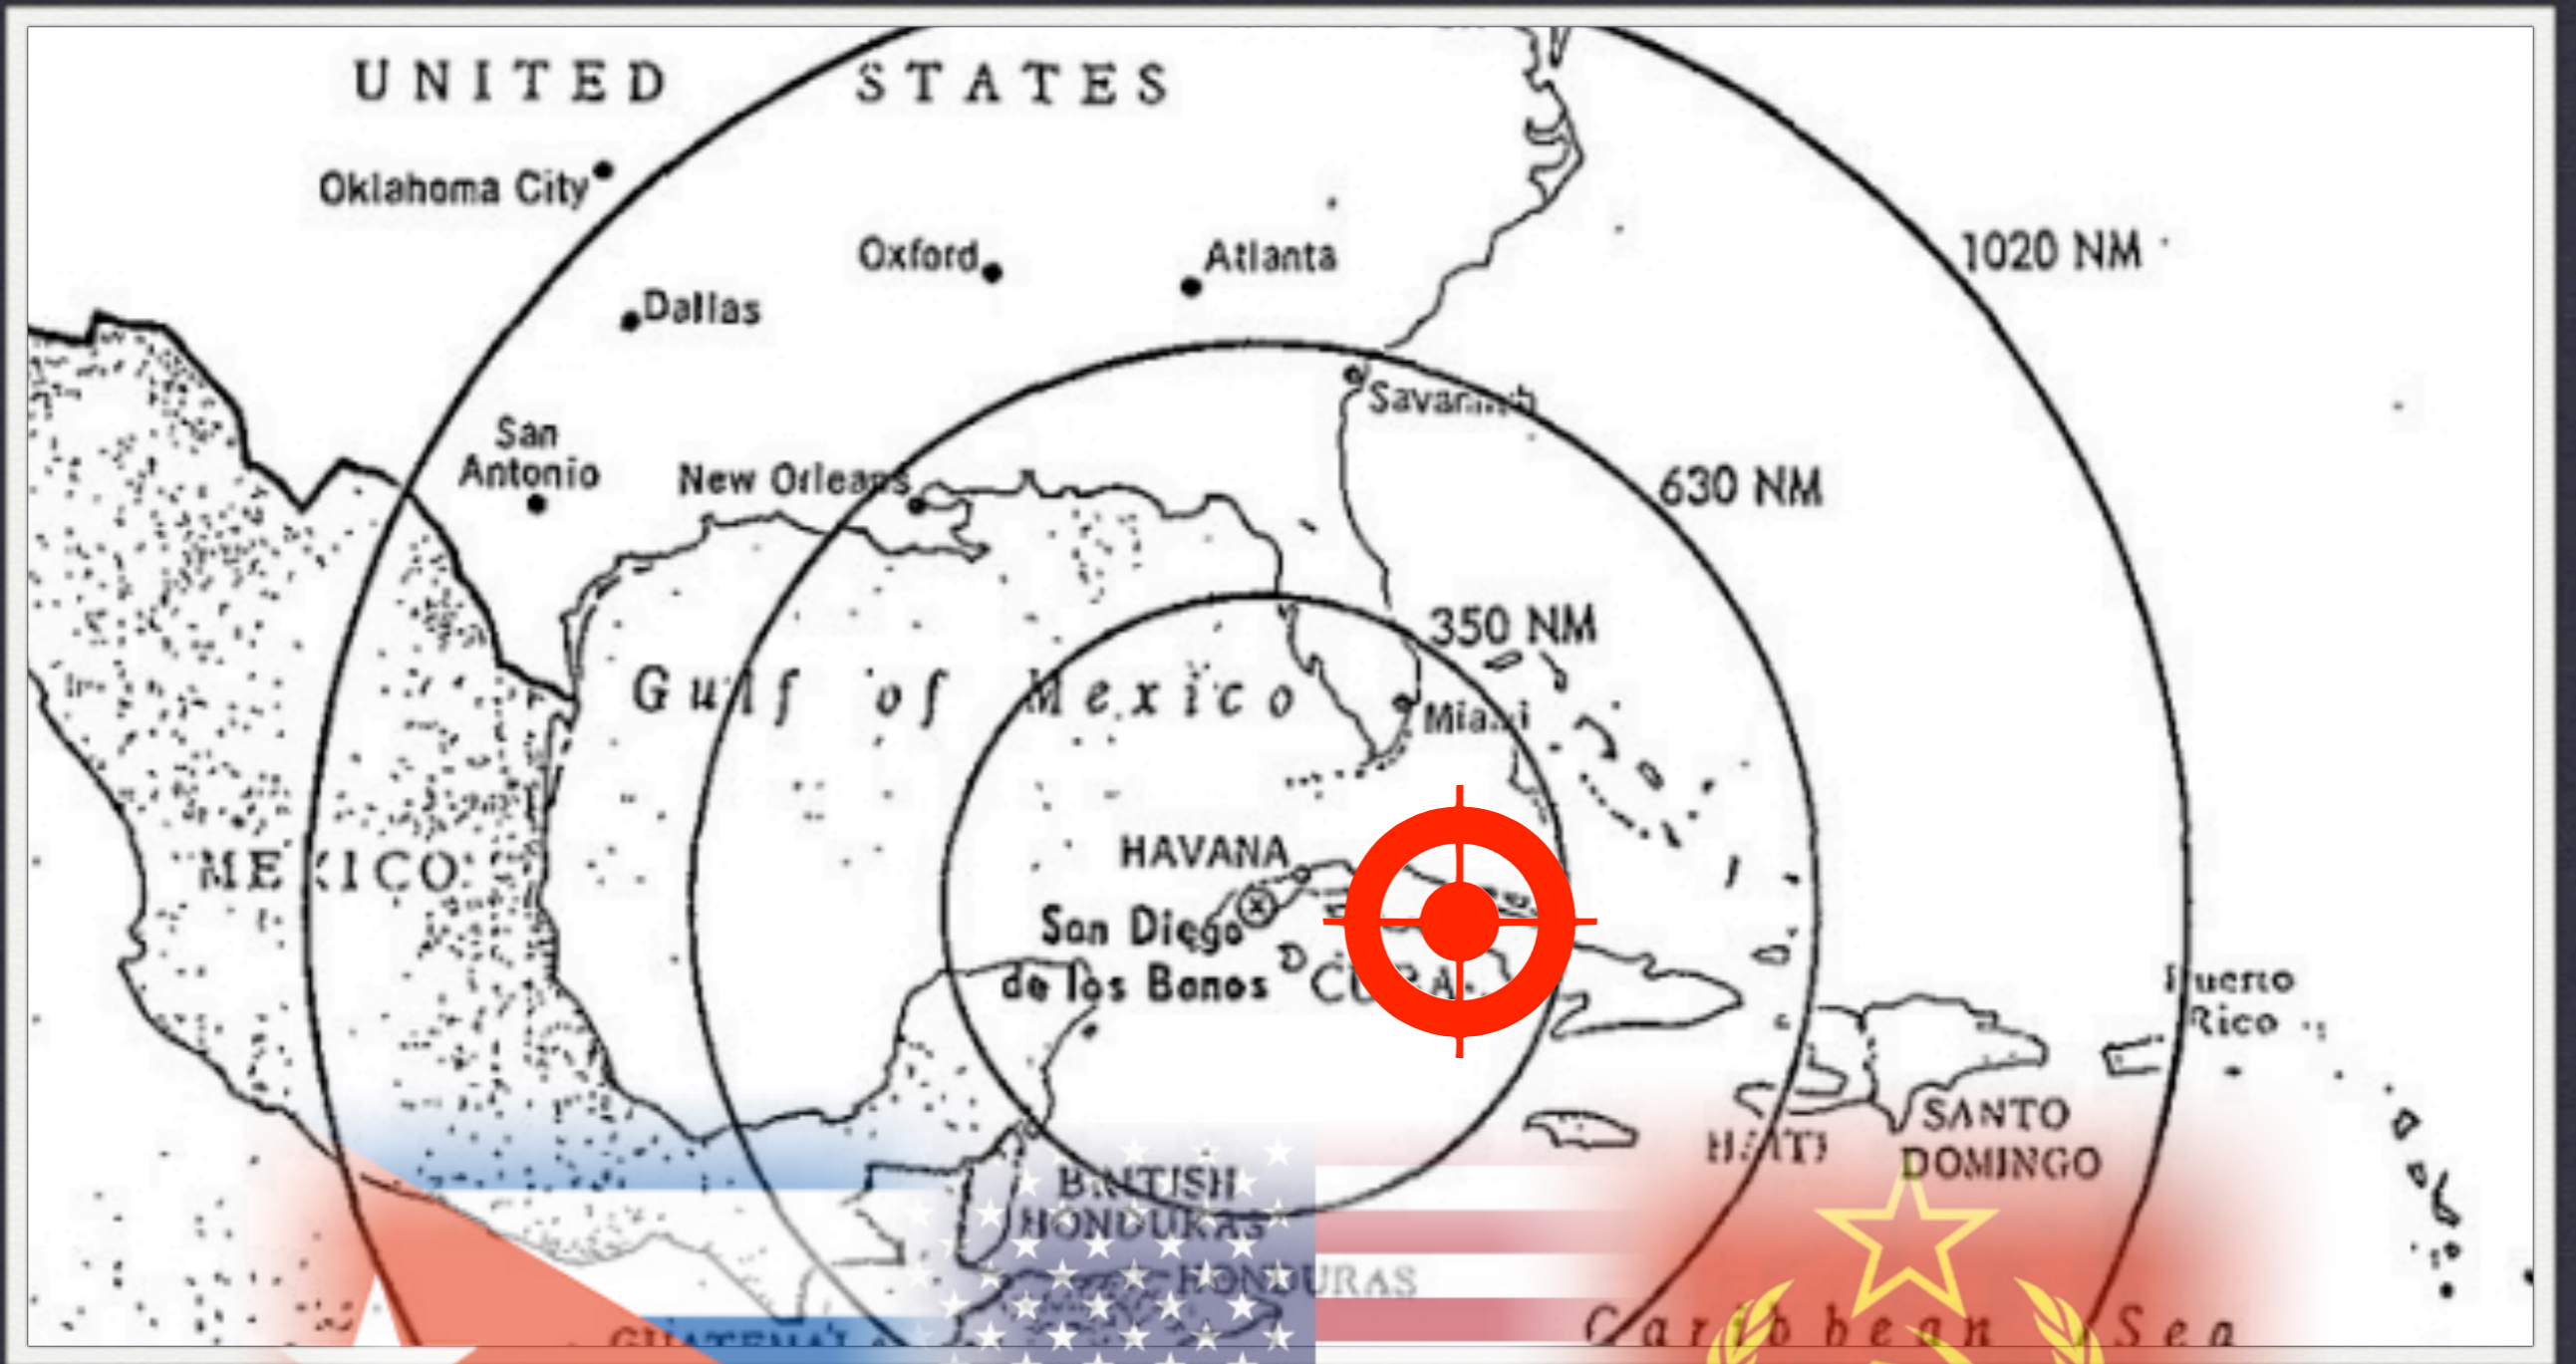 UNITED STATES
Oklahoma City
Oxford
Atlanta
1020 NM
Dallas
Savannah
San
Antonio
New Orleans
630 NM
350 NM
Gulf of Mexico
Miami
HAVANA
MEXICO
San Diego
de los Banos
CUBA
Puerto
Rico
SANTO
DOMINGO
HAITI
BRITISH
HONDURAS
HONDURAS
GUATEMALA
Caribbean Sea